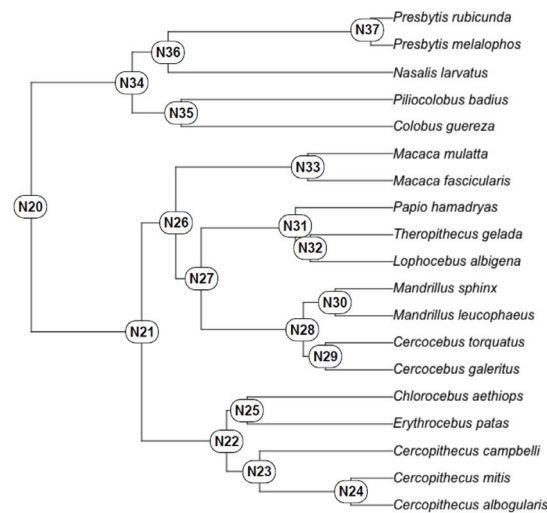 Presbytis rubicunda
N37
Presbytis melalophos
N36
Nasalis larvatus
N34
Piliocolobus badius
N35
Colobus guereza
Macaca mulatta
N33
Macaca fascicularis
N20
Papio hamadryas
N26
N31
Theropithecus gelada
N32
Lophocebus albigena
N27
Mandrillus sphinx
N30
Mandrillus leucophaeus
N21
N28
Cercocebus torquatus
N29
Cercocebus galeritus
Chlorocebus aethiops
N25
Erythrocebus patas
N22
Cercopithecus campbelli
N23
Cercopithecus mitis
N24
Cercopithecus albogularis